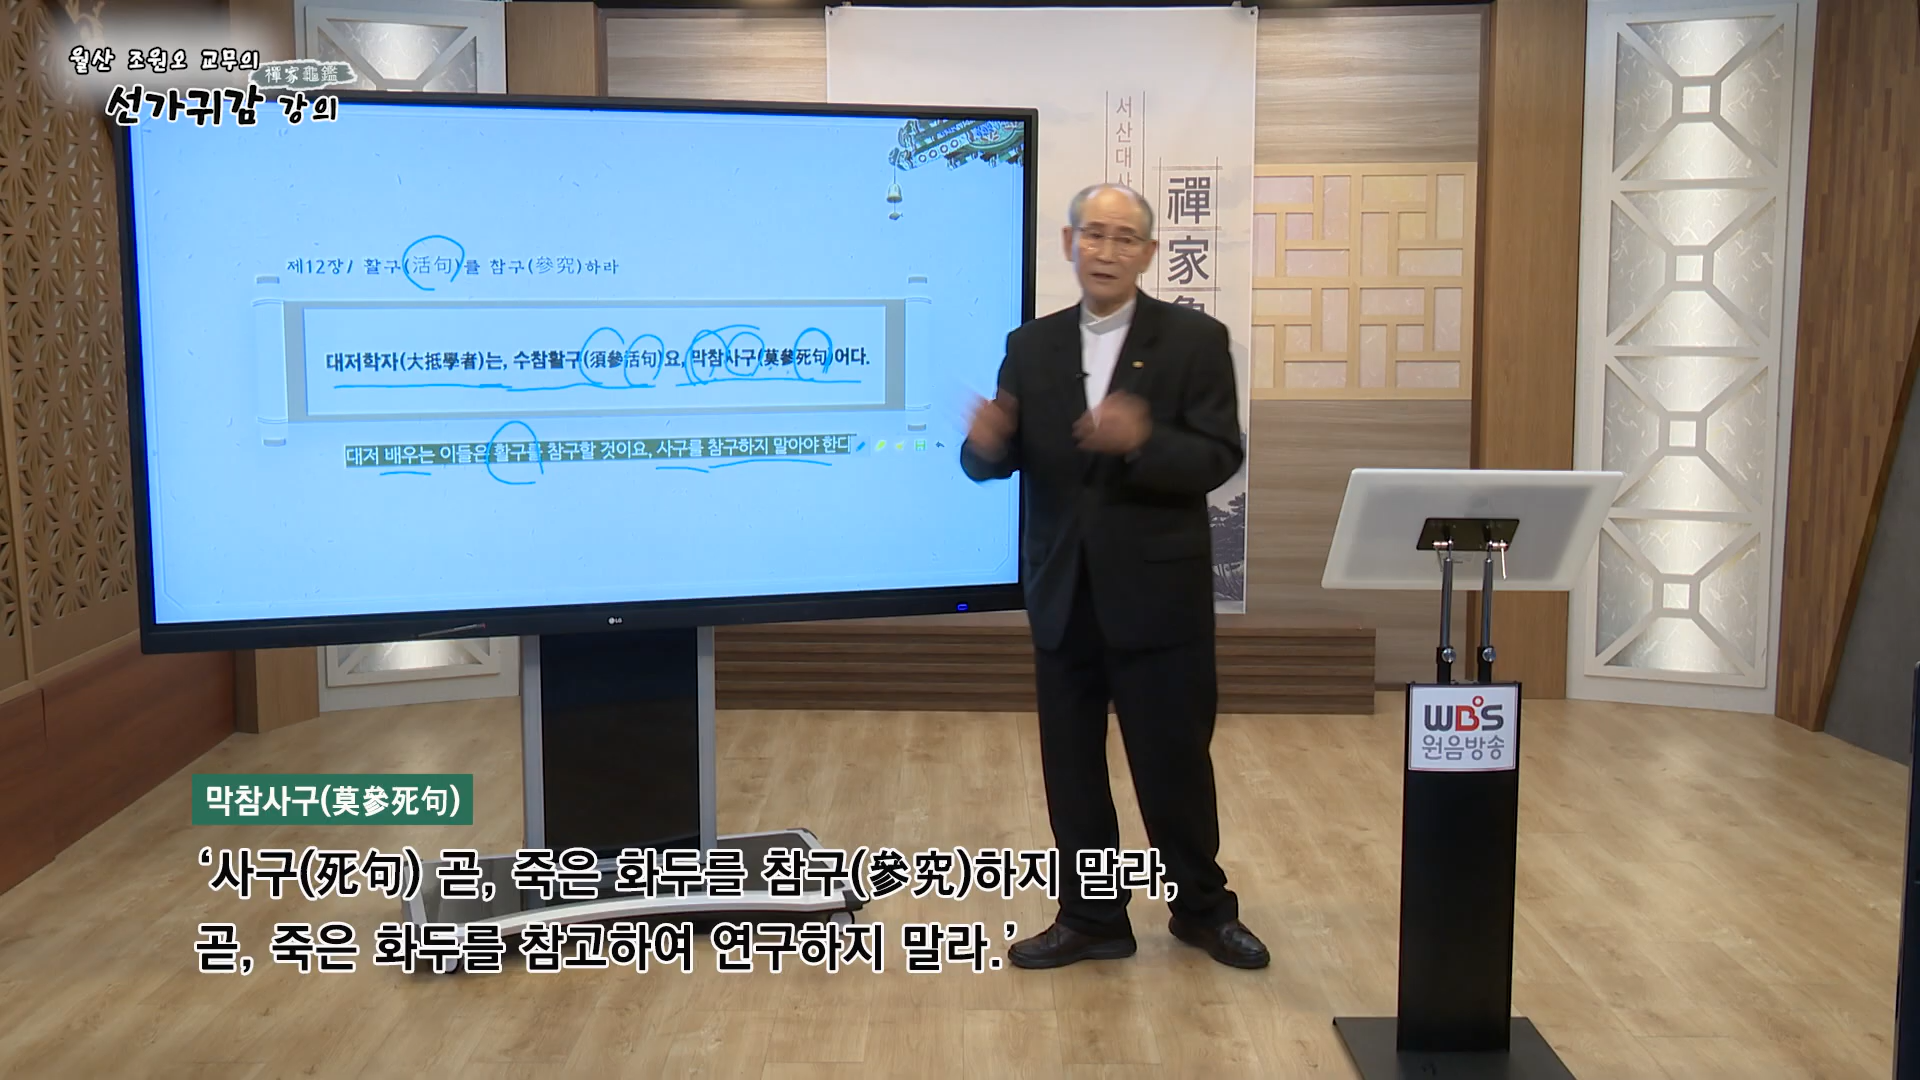 월산 조원오 교무의
선가귀감 강의
禪家龜鑑
서산대사
禪家
제12장/ 활구(活句)를 참구(參究)하라
대저학자(大抵學者)는, 수참활구(須參活句)요, 막참사구(莫參死句)어다.
대저 배우는 이들은 활구를 참구할 것이요, 사구를 참구하지 말아야 한다
LG
WBS
원음방송
막참사구(莫參死句)
‘사구(死句) 곧, 죽은 화두를 참구(參究)하지 말라,
곧, 죽은 화두를 참고하여 연구하지 말라.’